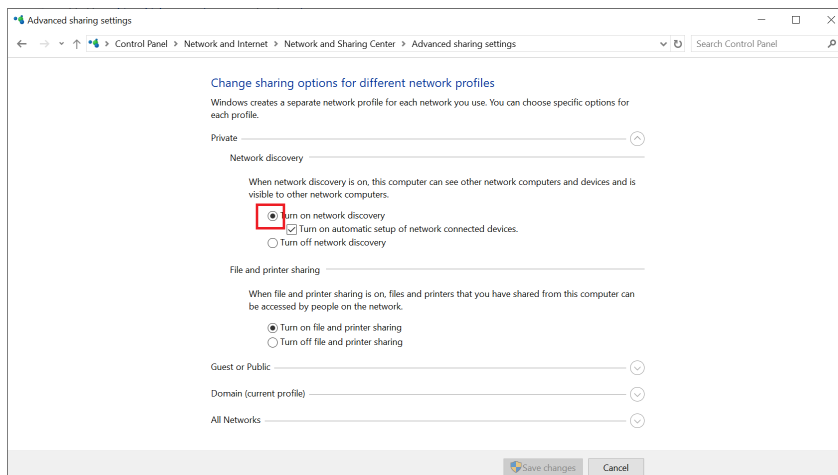 Advanced sharing settings
Control Panel > Network and Internet > Network and Sharing Center > Advanced sharing settings
Search Control Panel
Change sharing options for different network profiles
Windows creates a separate network profile for each network you use. You can choose specific options for
each profile.
Private
Network discovery
When network discovery is on, this computer can see other network computers and devices and is
visible to other network computers.
Turn on network discovery
Turn on automatic setup of network connected devices.
Turn off network discovery
File and printer sharing
When file and printer sharing is on, files and printers that you have shared from this computer can
be accessed by people on the network.
Turn on file and printer sharing
Turn off file and printer sharing
Guest or Public
Domain (current profile)
All Networks
Save changes
Cancel